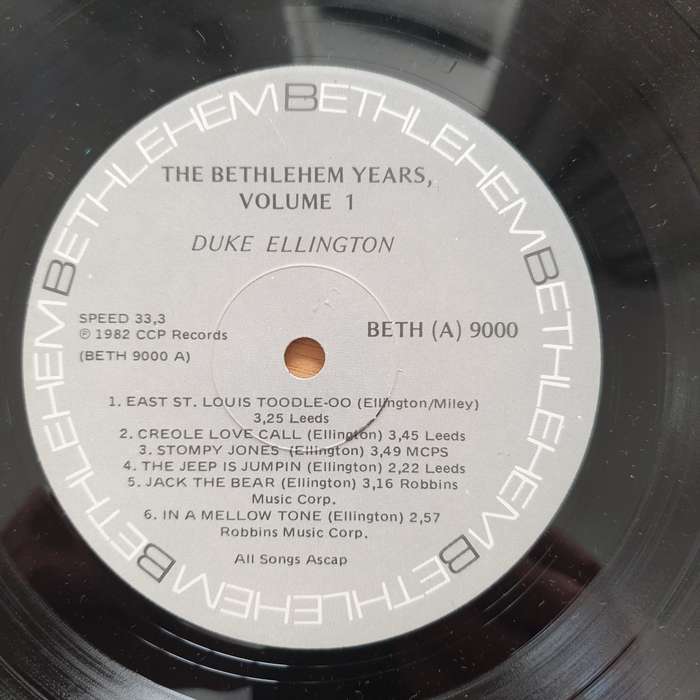 BETHLEHEM BETHLEHEM BETHLEHEM BETHLEHEM BETHLEHEM BETHLEHEM
THE BETHLEHEM YEARS,
VOLUME 1
DUKE ELLINGTON
SPEED 33,3
℗ 1982 CCP Records
(BETH 9000 A)
BETH (A) 9000
1. EAST ST. LOUIS TOODLE-OO (Ellington/Miley)
3,25 Leeds
2. CREOLE LOVE CALL (Ellington) 3,45 Leeds
3. STOMPY JONES (Ellington) 3,49 MCPS
4. THE JEEP IS JUMPIN (Ellington) 2,22 Leeds
5. JACK THE BEAR (Ellington) 3,16 Robbins
Music Corp.
6. IN A MELLOW TONE (Ellington) 2,57
Robbins Music Corp.
All Songs Ascap